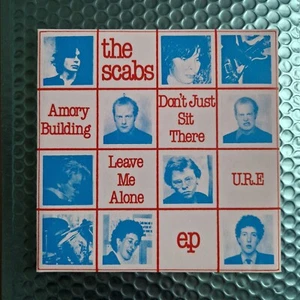 the
scabs
Amory
Building
Don't Just
Sit
There
Leave
Me
Alone
U.R.E
ep